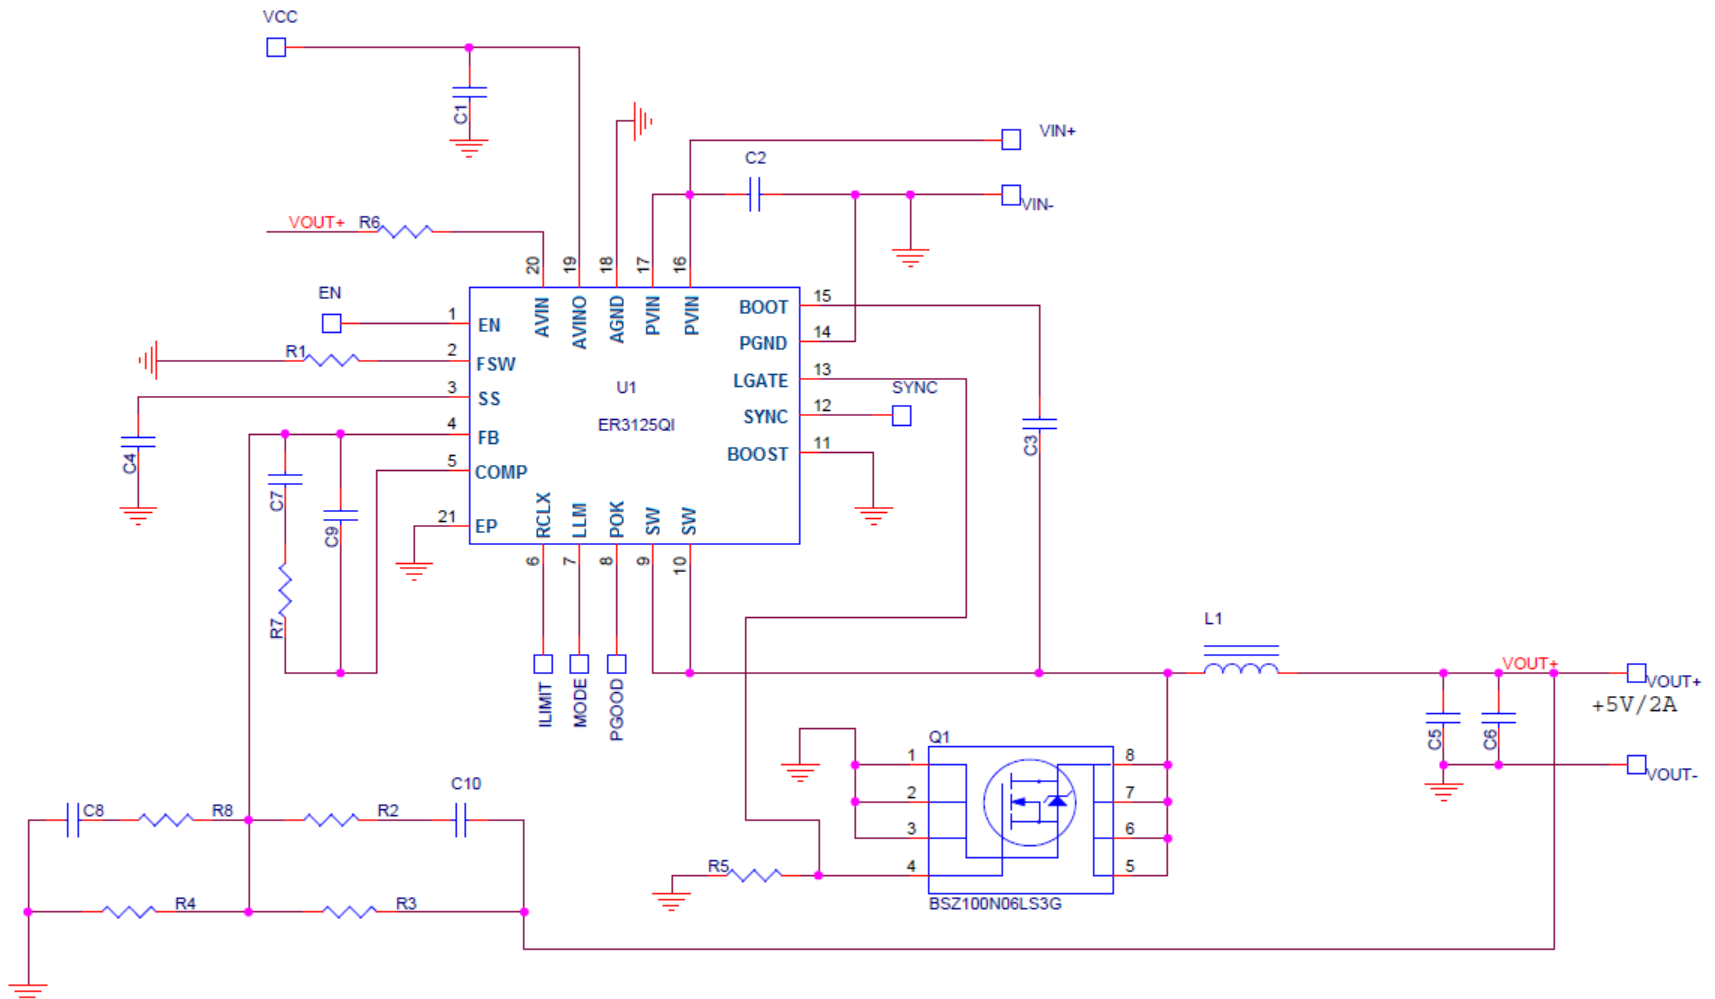 VCC
C1
VIN+
C2
VIN-
VOUT+
R6
20
19
18
17
16
EN
1
EN
AVIN
AVINO
AGND
PVIN
PVIN
BOOT
15
R1
2
FSW
PGND
14
3
SS
U1
LGATE
13
SYNC
4
FB
ER3125QI
SYNC
12
C4
5
COMP
BOOST
11
C3
C7
C9
21
EP
RCLX
LLM
POK
SW
SW
6
7
8
9
10
R7
L1
ILIMIT
MODE
PGOOD
VOUT+
VOUT+
+5V/2A
C5
C6
VOUT-
Q1
1
8
2
7
3
6
4
5
R5
BSZ100N06LS3G
C8
R8
R2
C10
R4
R3